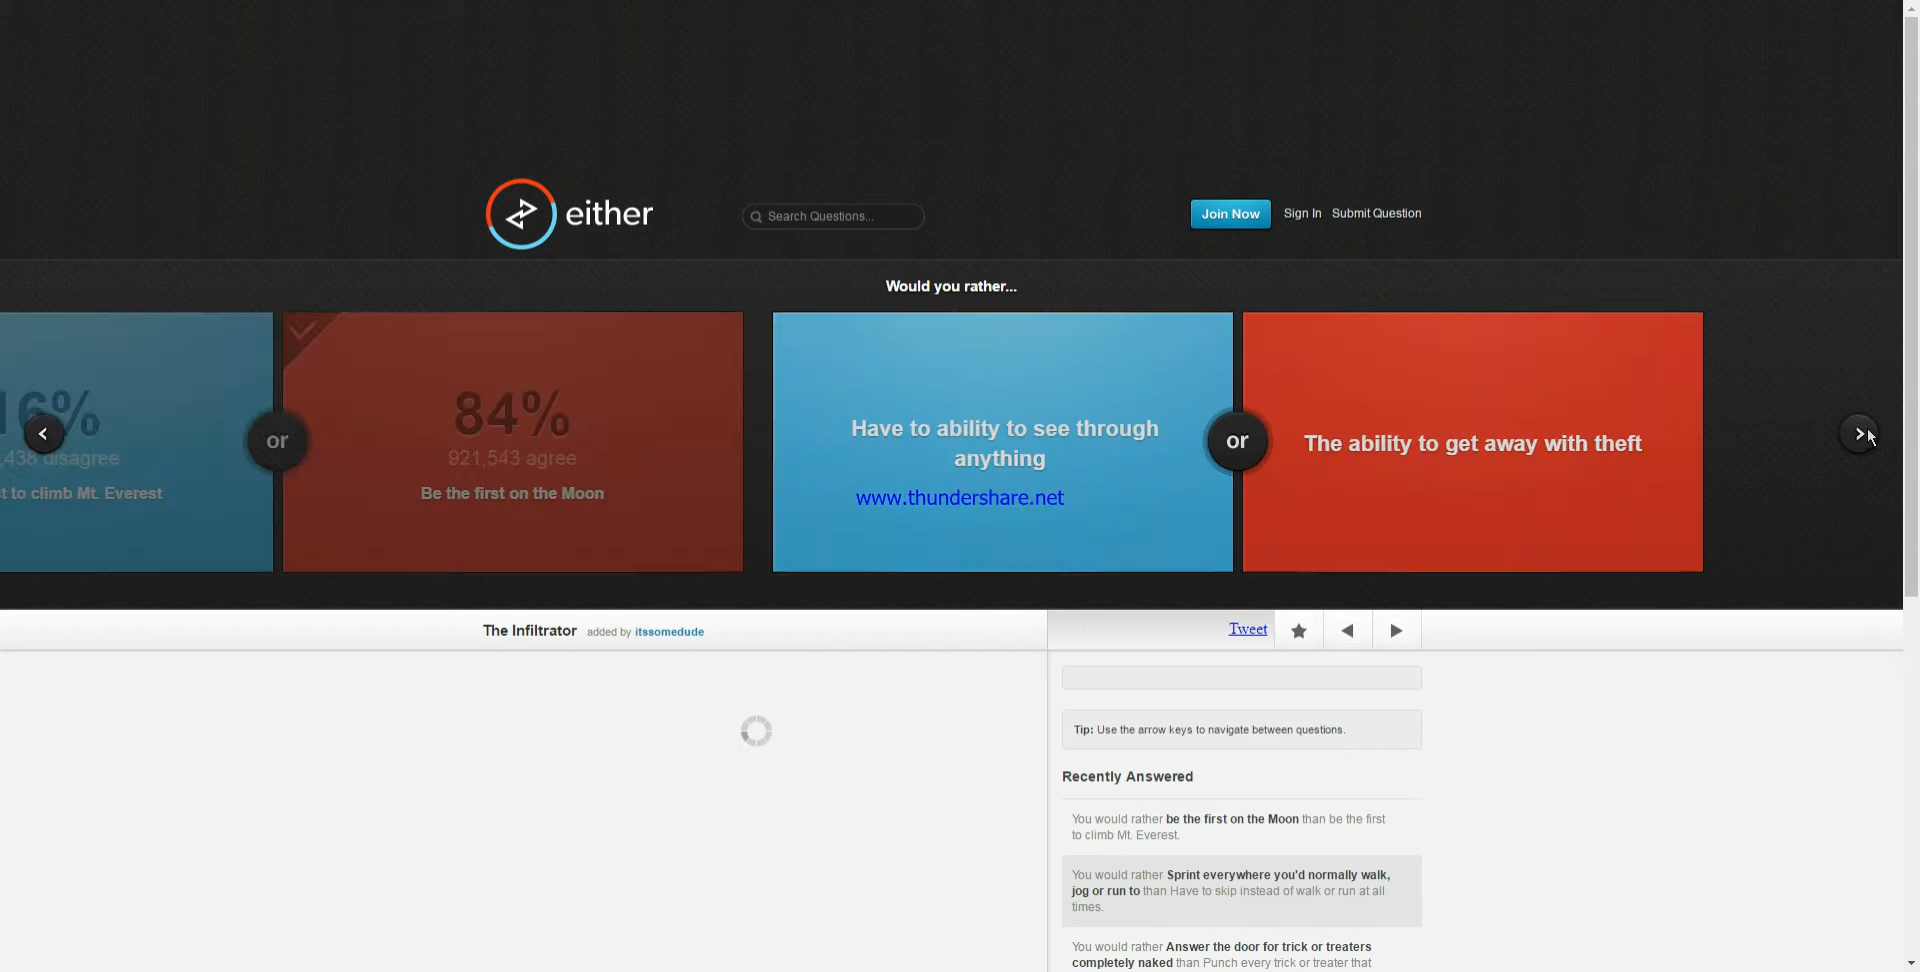 either
Search Questions...
Join Now
Sign In
Submit Question
Would you rather...
16%
,438 disagree
t to climb Mt. Everest
or
84%
921,543 agree
Be the first on the Moon
Have to ability to see through
anything
www.thundershare.net
or
The ability to get away with theft
The Infiltrator added by itssomedude
Tweet
Tip: Use the arrow keys to navigate between questions.
Recently Answered
You would rather be the first on the Moon than be the first
to climb Mt. Everest.
You would rather Sprint everywhere you'd normally walk,
jog or run to than Have to skip instead of walk or run at all
times.
You would rather Answer the door for trick or treaters
completely naked than Punch every trick or treater that